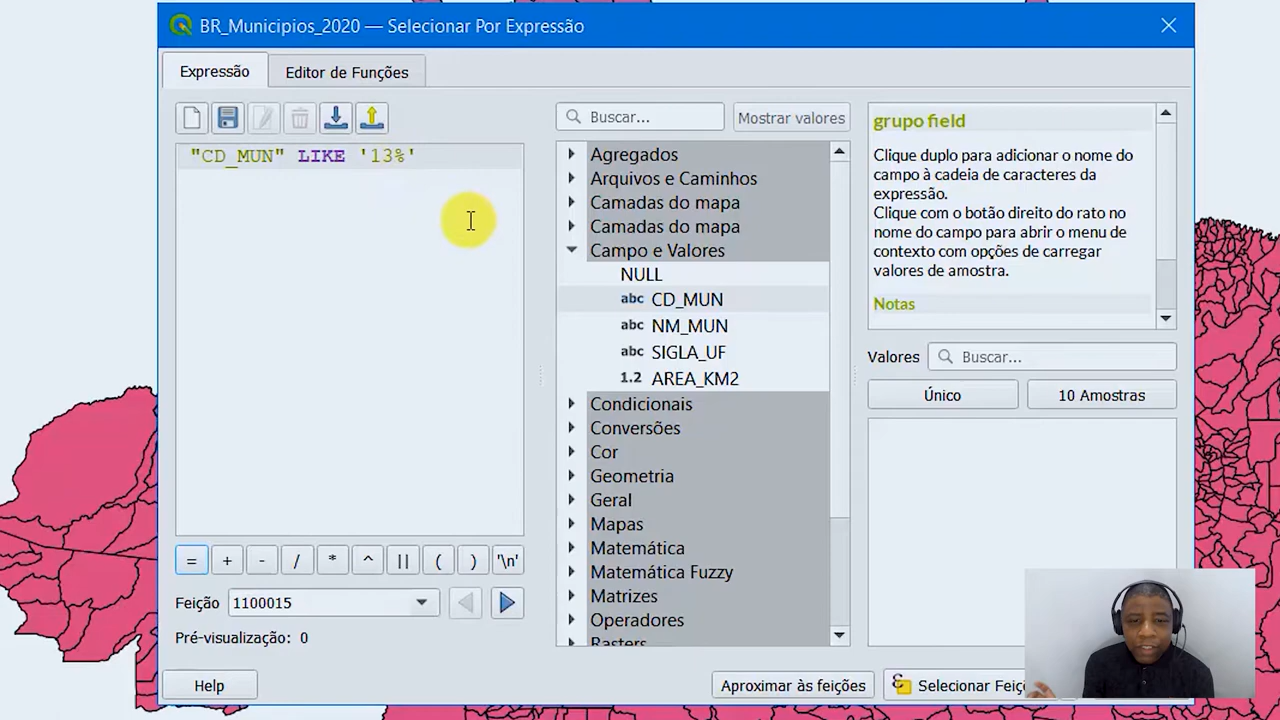 BR_Municipios_2020 — Selecionar Por Expressão
Expressão
Editor de Funções
"CD_MUN" LIKE '13%'
= + - / * ^ || ( ) '\n'
Feição 1100015
Pré-visualização: 0
Help
Buscar...
Mostrar valores
Agregados
Arquivos e Caminhos
Camadas do mapa
Camadas do mapa
Campo e Valores
NULL
abc CD_MUN
abc NM_MUN
abc SIGLA_UF
1.2 AREA_KM2
Condicionais
Conversões
Cor
Geometria
Geral
Mapas
Matemática
Matemática Fuzzy
Matrizes
Operadores
Rasters
grupo field
Clique duplo para adicionar o nome do
campo à cadeia de caracteres da
expressão.
Clique com o botão direito do rato no
nome do campo para abrir o menu de
contexto com opções de carregar
valores de amostra.
Notas
Valores
Buscar...
Único
10 Amostras
Aproximar às feições
Selecionar